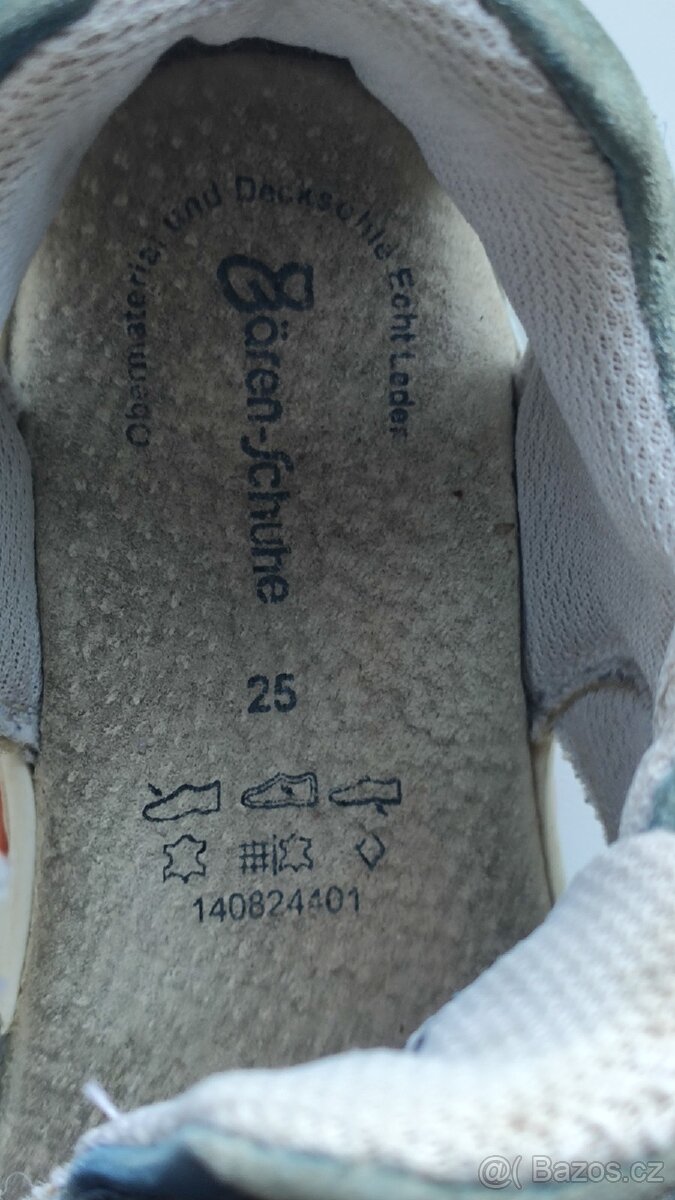 Obermaterial und Decksohle Echt Leder
Bären-Schuhe
25
140824401
@( Bazos.cz